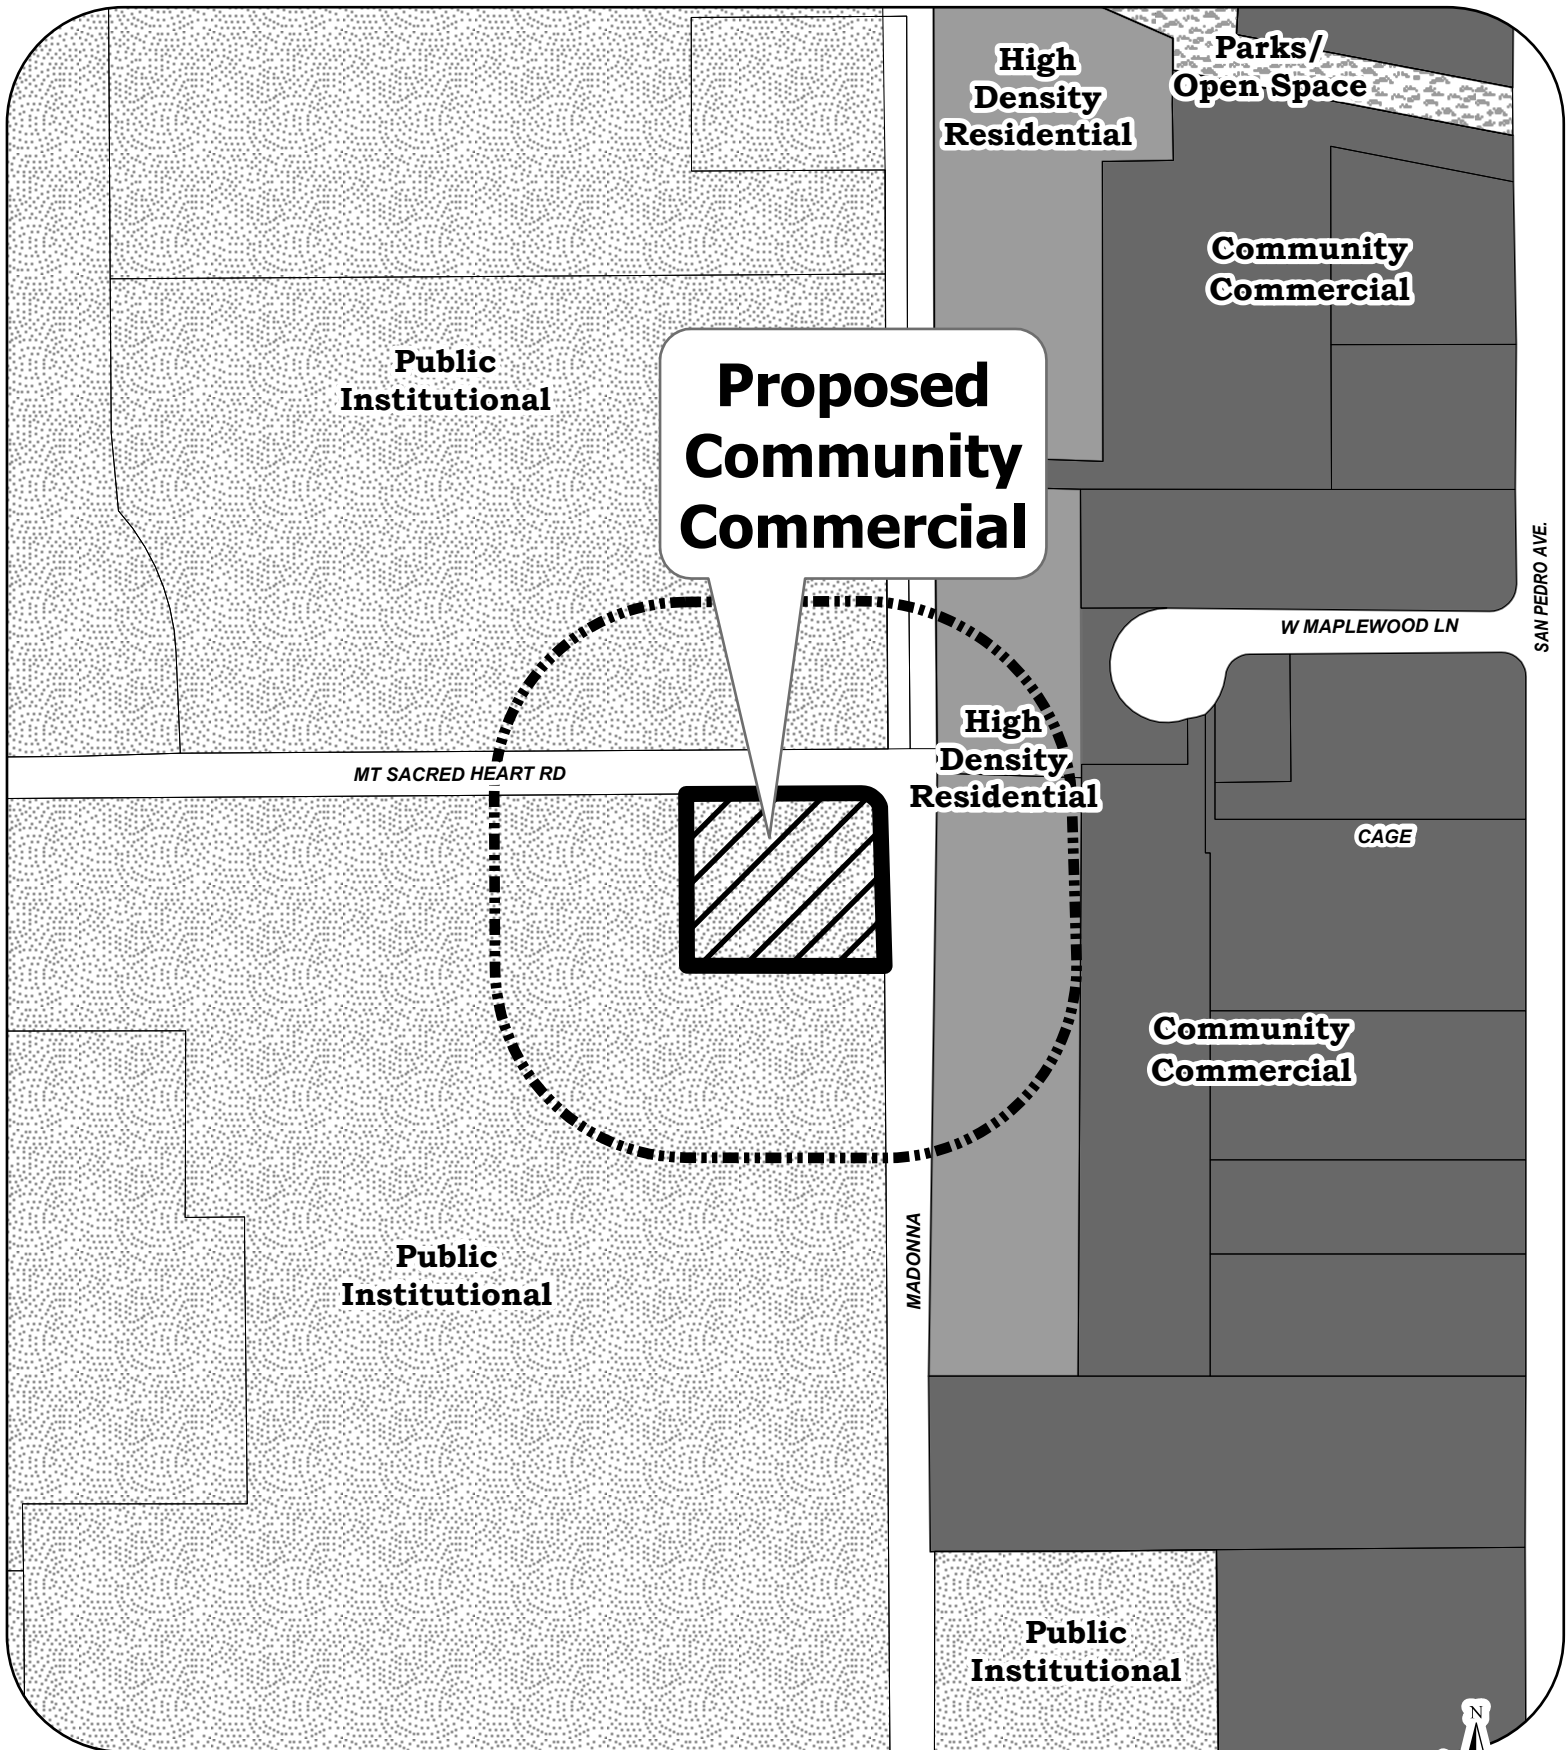 High
Density
Residential
Parks/
Open Space
Community
Commercial
Public
Institutional
Proposed
Community
Commercial
SAN PEDRO AVE.
W MAPLEWOOD LN
High
Density
Residential
MT SACRED HEART RD
CAGE
Community
Commercial
MADONNA
Public
Institutional
Public
Institutional
N